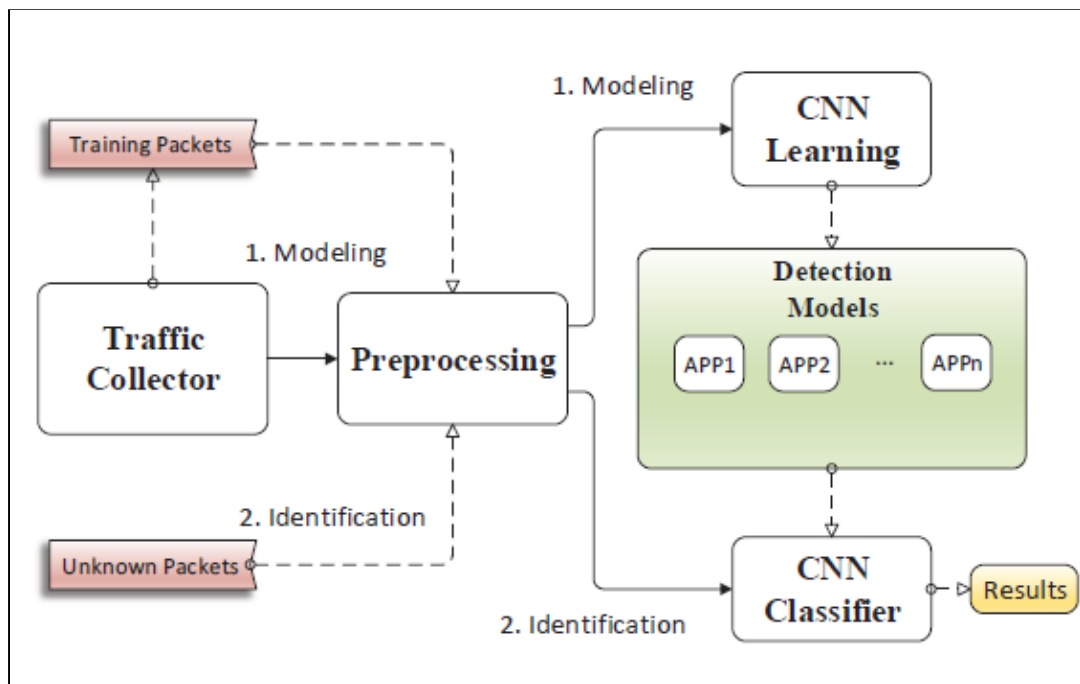 1. Modeling
CNN
Learning
Training Packets
1. Modeling
Detection
Models
APP1
APP2
...
APPn
Traffic
Collector
Preprocessing
2. Identification
Unknown Packets
CNN
Classifier
Results
2. Identification